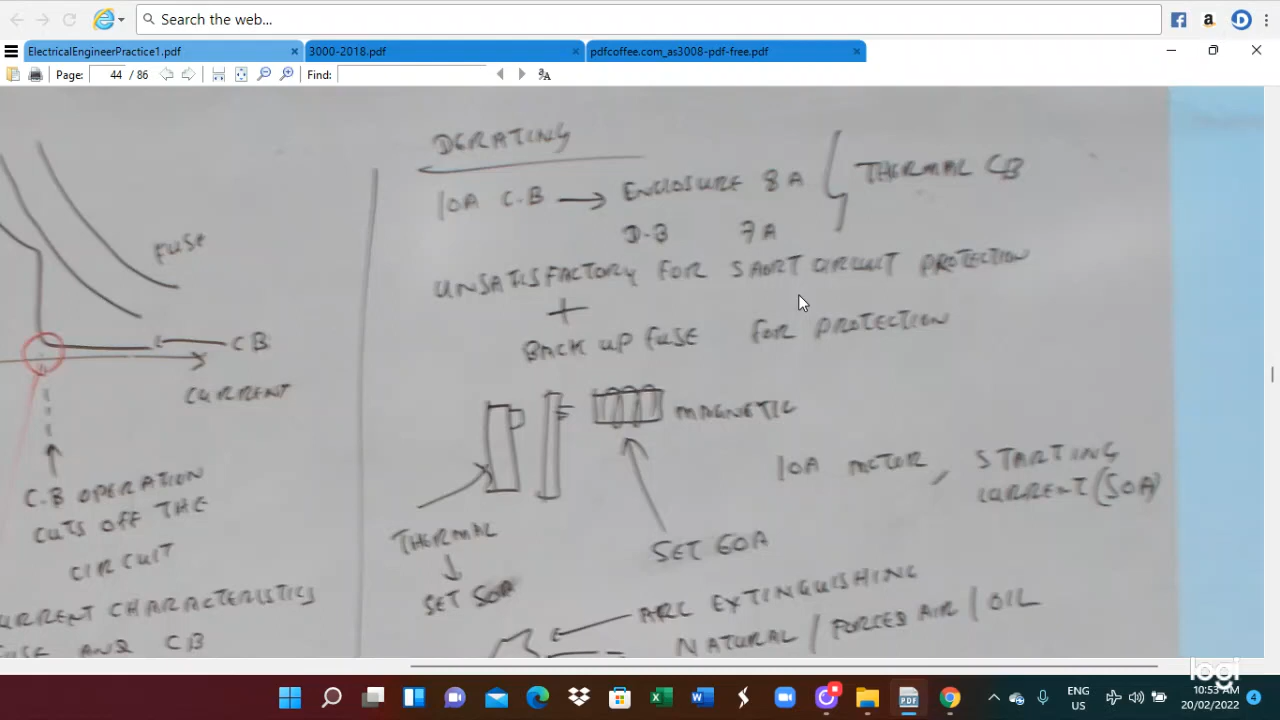 Search the web...
ElectricalEngineerPractice1.pdf
3000-2018.pdf
pdfcoffee.com_as3008-pdf-free.pdf
Page: 44 / 86
Find:
FUSE
CB
CURRENT
C.B OPERATION
CUTS OFF THE
CIRCUIT
CURRENT CHARACTERISTICS
FUSE AND CB
DERATING
10A C.B → ENCLOSURE 8A
D.B 7A
THERMAL CB
UNSATISFACTORY FOR SHORT CIRCUIT PROTECTION
+
BACK UP FUSE FOR PROTECTION
MAGNETIC
10A MOTOR, STARTING
CURRENT (50A)
THERMAL
SET 50A
SET 60A
ARC EXTINGUISHING
NATURAL / FORCED AIR / OIL
logi
ENG
US
10:53 AM
20/02/2022
4